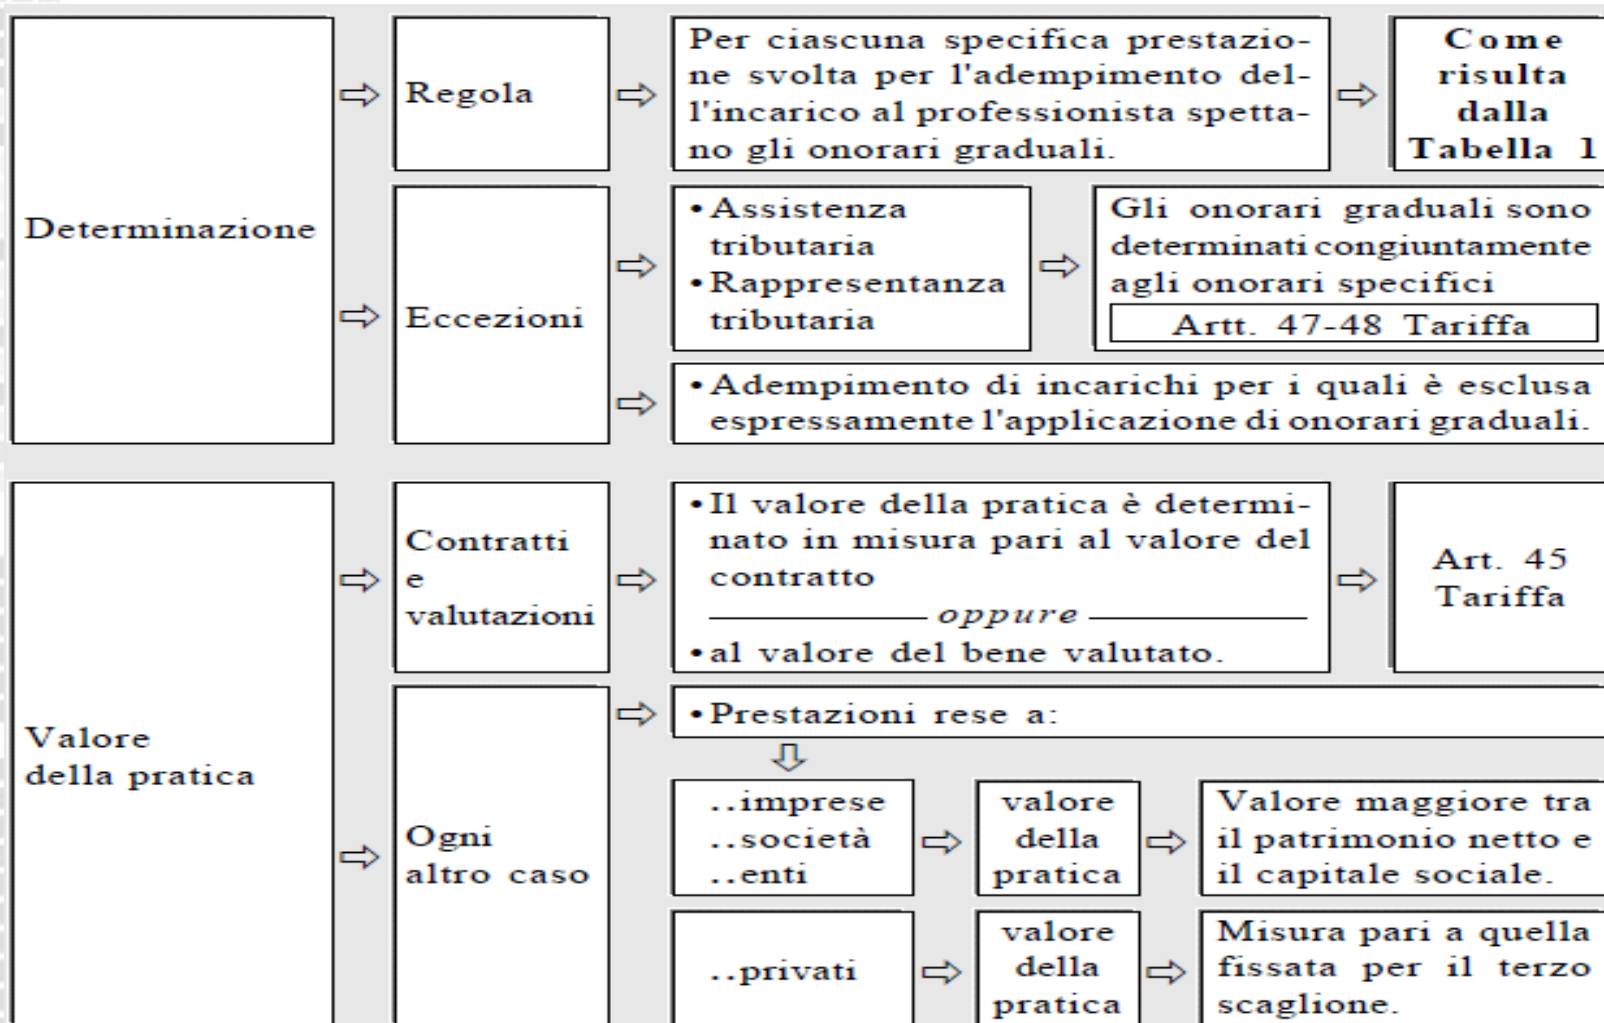 Determinazione
Regola
Per ciascuna specifica prestazio-
ne svolta per l'adempimento del-
l'incarico al professionista spetta-
no gli onorari graduali.
Come
risulta
dalla
Tabella 1
Eccezioni
• Assistenza
tributaria
• Rappresentanza
tributaria
Gli onorari graduali sono
determinati congiuntamente
agli onorari specifici
Artt. 47-48 Tariffa
• Adempimento di incarichi per i quali è esclusa
espressamente l'applicazione di onorari graduali.
Valore
della pratica
Contratti
e
valutazioni
• Il valore della pratica è determi-
nato in misura pari al valore del
contratto
oppure
• al valore del bene valutato.
Art. 45
Tariffa
Ogni
altro caso
• Prestazioni rese a:
..imprese
..società
..enti
valore
della
pratica
Valore maggiore tra
il patrimonio netto e
il capitale sociale.
..privati
valore
della
pratica
Misura pari a quella
fissata per il terzo
scaglione.